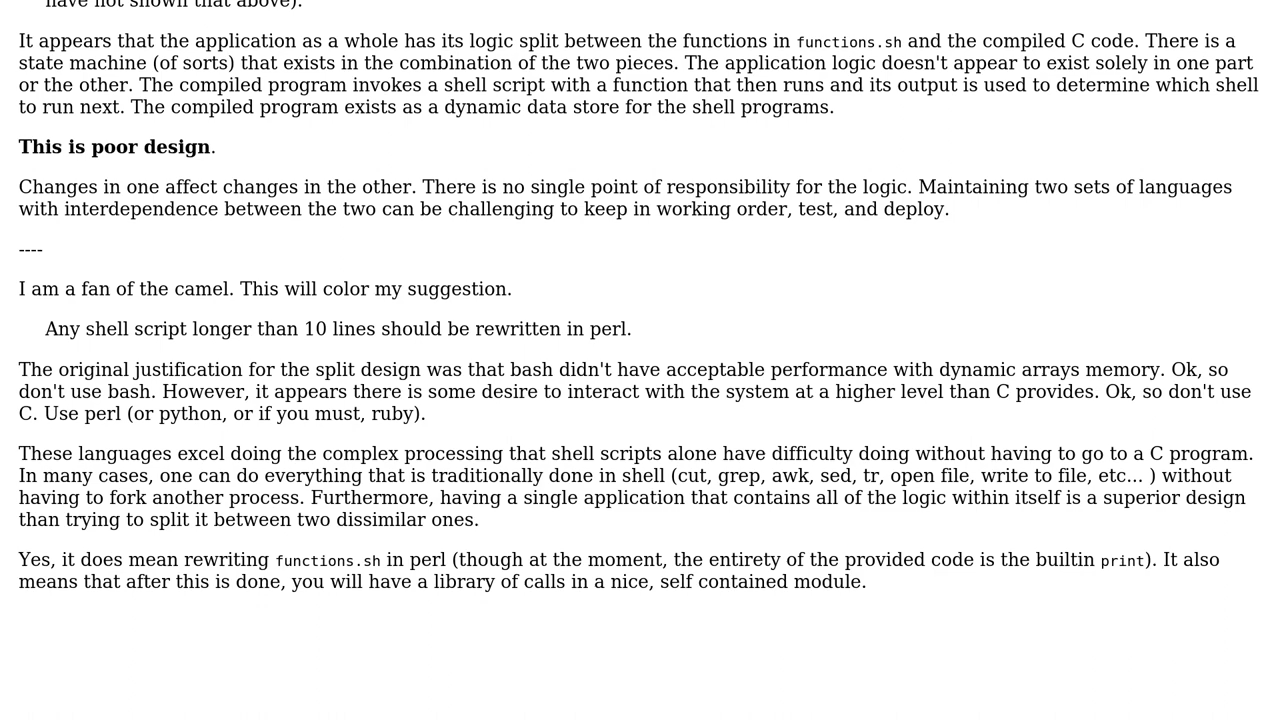 have not shown that above).
It appears that the application as a whole has its logic split between the functions in functions.sh and the compiled C code. There is a
state machine (of sorts) that exists in the combination of the two pieces. The application logic doesn't appear to exist solely in one part
or the other. The compiled program invokes a shell script with a function that then runs and its output is used to determine which shell
to run next. The compiled program exists as a dynamic data store for the shell programs.
This is poor design.
Changes in one affect changes in the other. There is no single point of responsibility for the logic. Maintaining two sets of languages
with interdependence between the two can be challenging to keep in working order, test, and deploy.
----
I am a fan of the camel. This will color my suggestion.
Any shell script longer than 10 lines should be rewritten in perl.
The original justification for the split design was that bash didn't have acceptable performance with dynamic arrays memory. Ok, so
don't use bash. However, it appears there is some desire to interact with the system at a higher level than C provides. Ok, so don't use
C. Use perl (or python, or if you must, ruby).
These languages excel doing the complex processing that shell scripts alone have difficulty doing without having to go to a C program.
In many cases, one can do everything that is traditionally done in shell (cut, grep, awk, sed, tr, open file, write to file, etc... ) without
having to fork another process. Furthermore, having a single application that contains all of the logic within itself is a superior design
than trying to split it between two dissimilar ones.
Yes, it does mean rewriting functions.sh in perl (though at the moment, the entirety of the provided code is the builtin print). It also
means that after this is done, you will have a library of calls in a nice, self contained module.